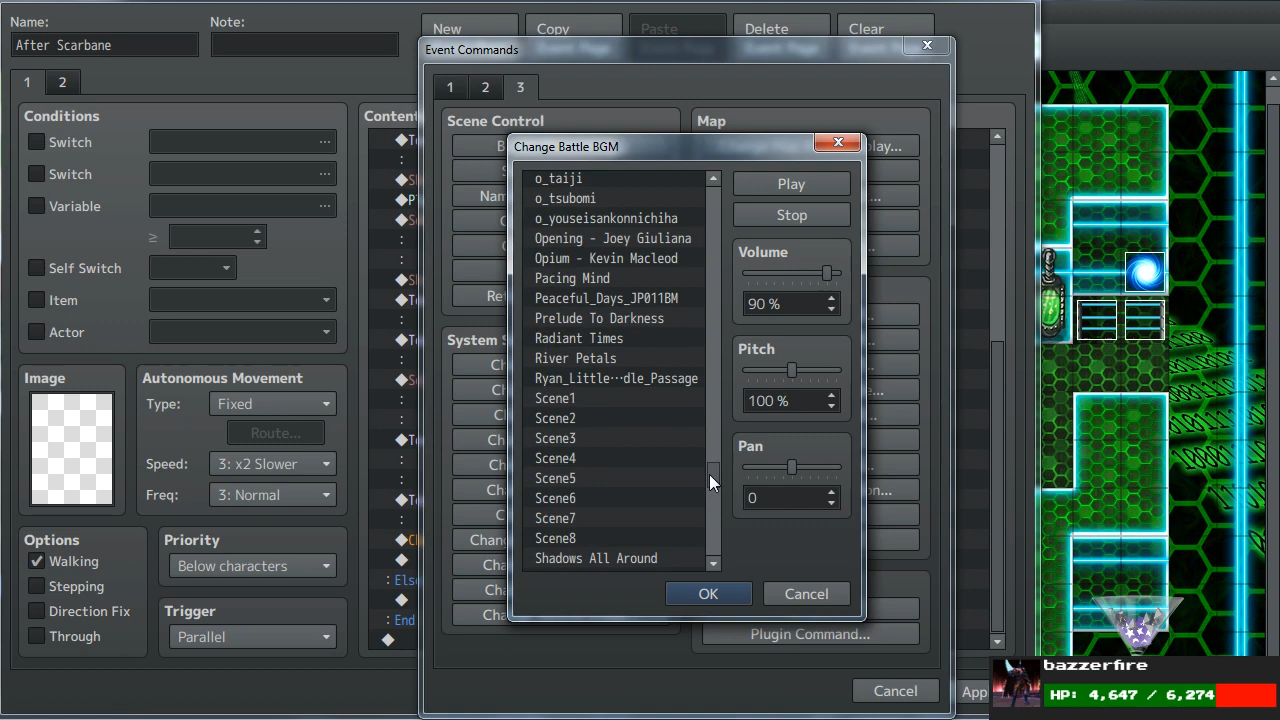 Name:
Note:
After Scarbane
New
Copy
Paste
Delete
Clear
Event Commands
1
2
1
2
3
Conditions
Switch
...
Switch
...
Variable
...
≥
Self Switch
Item
Actor
Image
Autonomous Movement
Type:
Fixed
Route...
Speed:
3: x2 Slower
Freq:
3: Normal
Options
Walking
Stepping
Direction Fix
Through
Priority
Below characters
Trigger
Parallel
Content
Scene Control
Map
Nam
System S
Change Battle BGM
o_taiji
o_tsubomi
o_youseisankonnichiha
Opening - Joey Giuliana
Opium - Kevin Macleod
Pacing Mind
Peaceful_Days_JP011BM
Prelude To Darkness
Radiant Times
River Petals
Ryan_Little…dle_Passage
Scene1
Scene2
Scene3
Scene4
Scene5
Scene6
Scene7
Scene8
Shadows All Around
Play
Stop
Volume
90 %
Pitch
100 %
Pan
0
OK
Cancel
: Else
: End
Plugin Command...
Cancel
App
bazzerfire
HP: 4,647 / 6,274